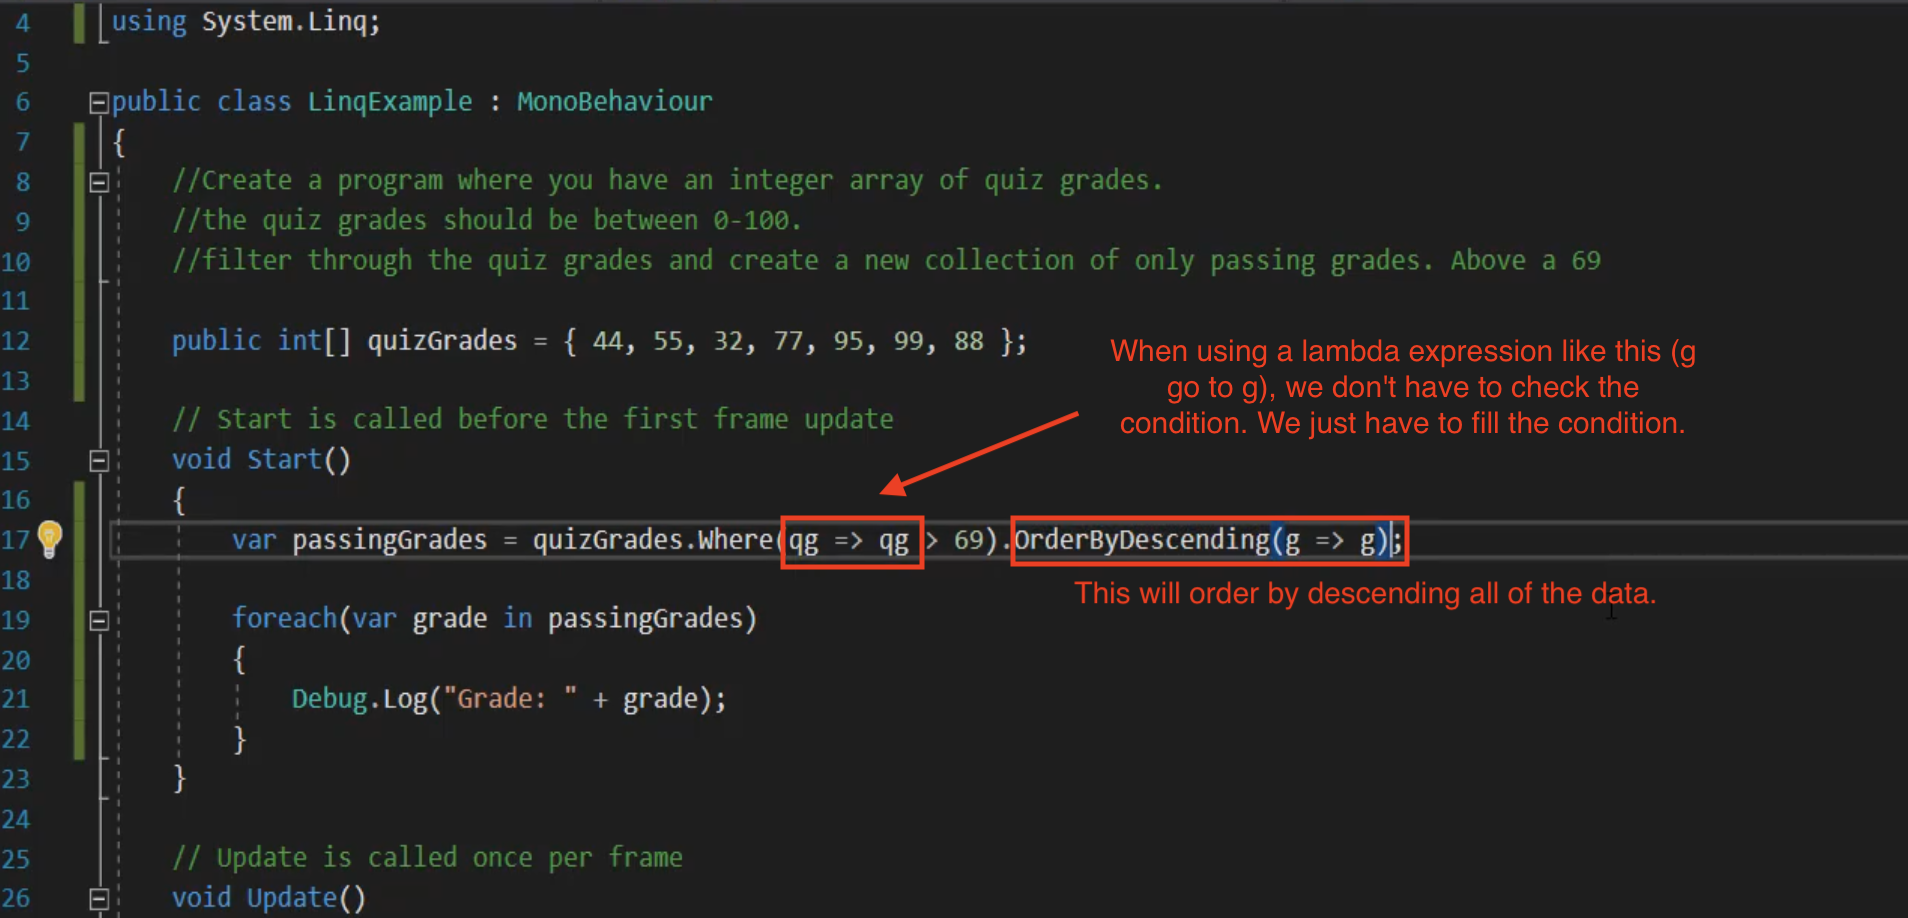 4 using System.Linq;
5
6 public class LinqExample : MonoBehaviour
7 {
8 //Create a program where you have an integer array of quiz grades.
9 //the quiz grades should be between 0-100.
10 //filter through the quiz grades and create a new collection of only passing grades. Above a 69
11
12 public int[] quizGrades = { 44, 55, 32, 77, 95, 99, 88 };
When using a lambda expression like this (g
go to g), we don't have to check the
condition. We just have to fill the condition.
13
14 // Start is called before the first frame update
15 void Start()
16 {
17 var passingGrades = quizGrades.Where(qg => qg > 69).OrderByDescending(g => g);
This will order by descending all of the data.
18
19 foreach(var grade in passingGrades)
20 {
21 Debug.Log("Grade: " + grade);
22 }
23 }
24
25 // Update is called once per frame
26 void Update()